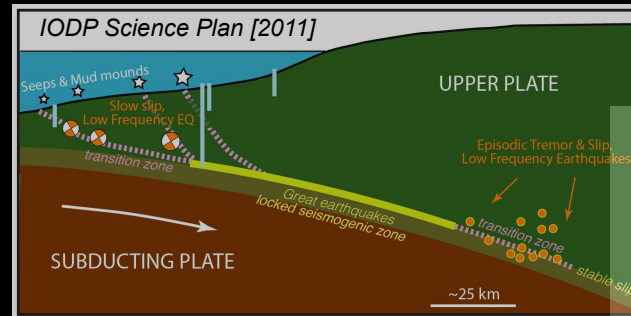 IODP Science Plan [2011]
Seeps & Mud mounds
UPPER PLATE
Slow slip,
Low Frequency EQ
Episodic Tremor & Slip,
Low Frequency Earthquakes
transition zone
Great earthquakes
locked seismogenic zone
transition zone
stable slip
SUBDUCTING PLATE
~25 km